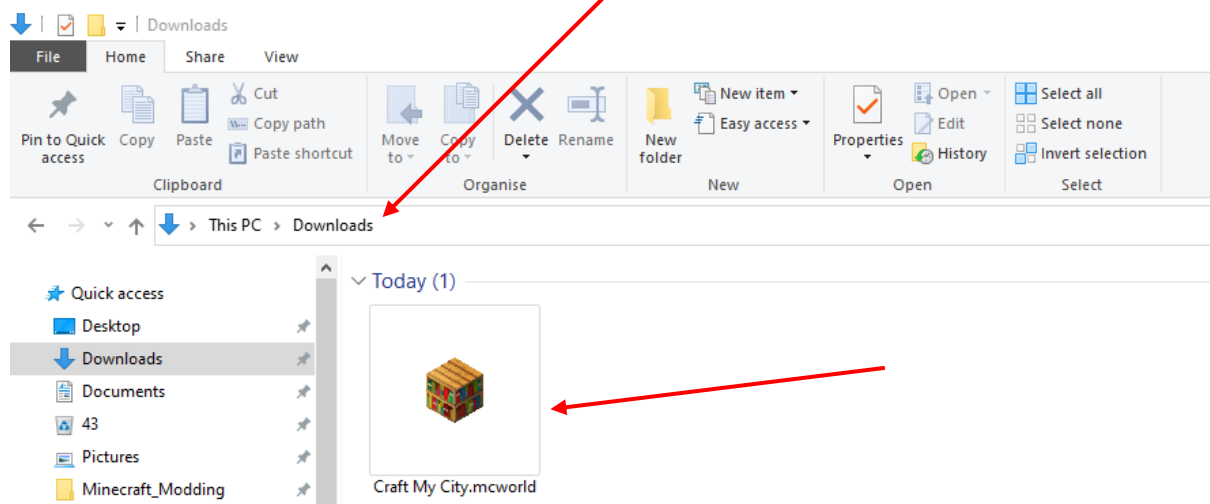 Downloads
File Home Share View
Pin to Quick access
Copy
Paste
Cut
Copy path
Paste shortcut
Move to
Copy to
Delete
Rename
New folder
New item
Easy access
Properties
Open
Edit
History
Select all
Select none
Invert selection
Clipboard Organise New Open Select
This PC > Downloads
Quick access
Desktop
Downloads
Documents
43
Pictures
Minecraft_Modding
Today (1)
Craft My City.mcworld